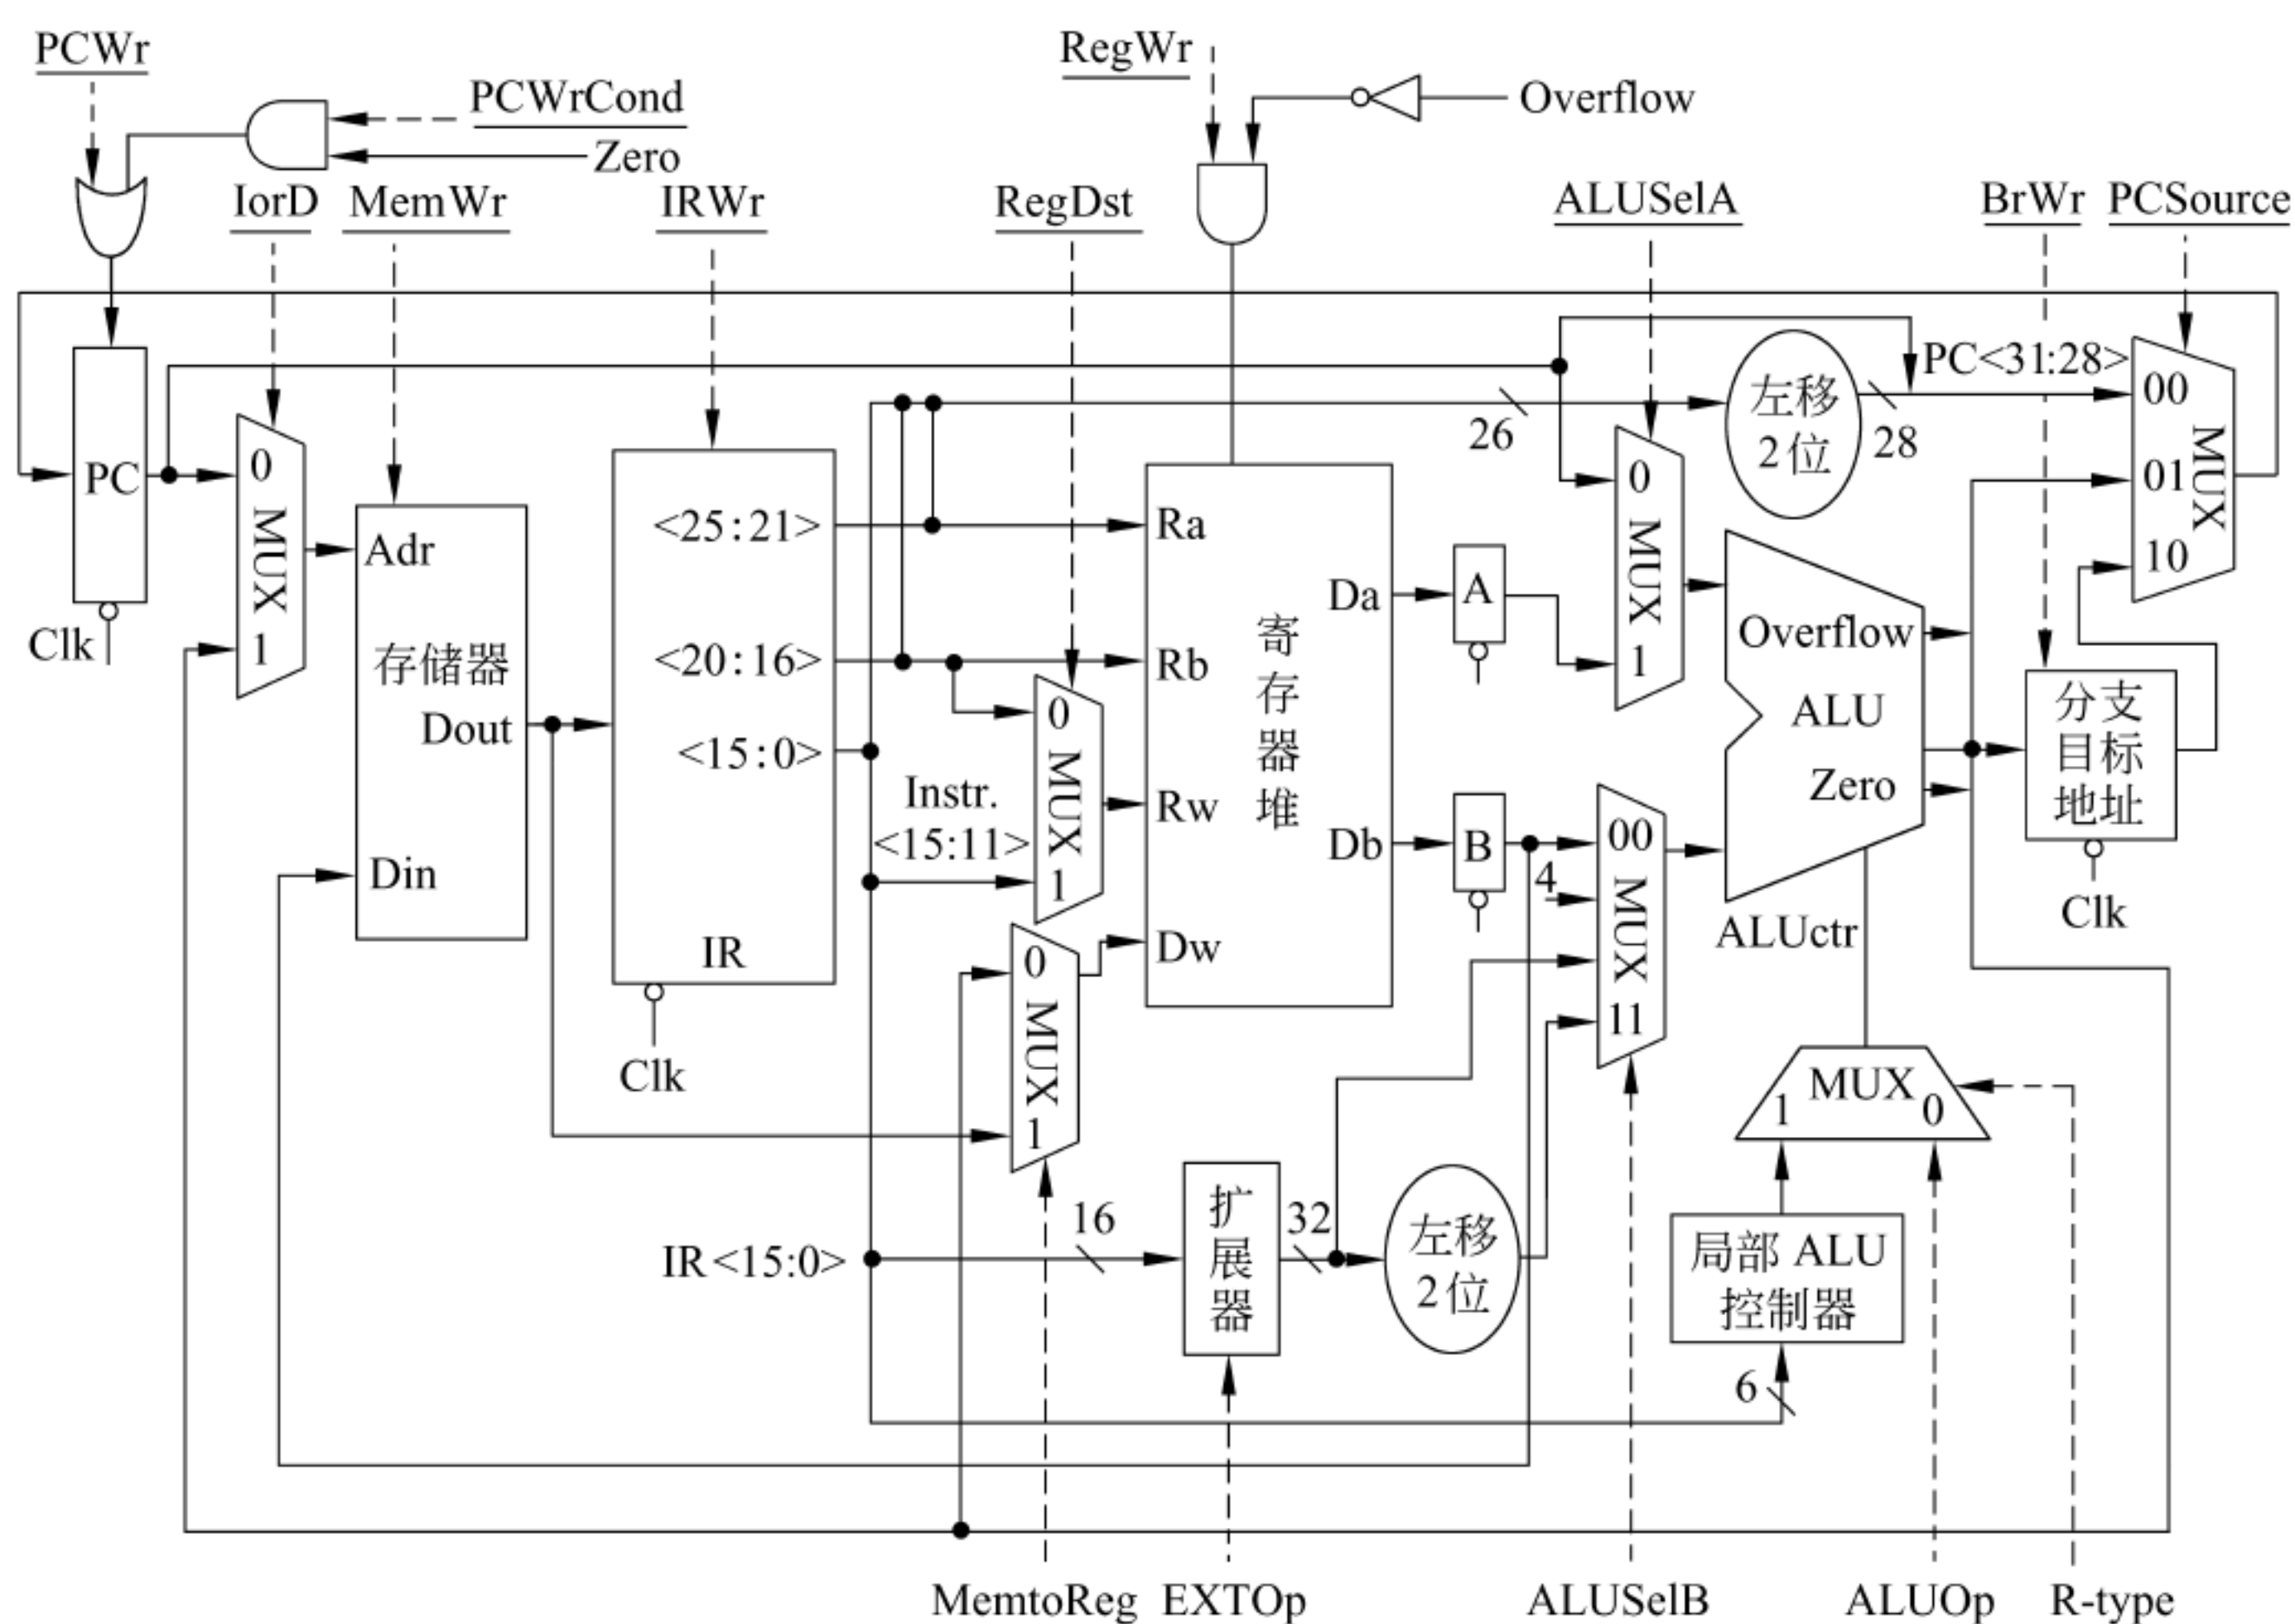 PCWr
RegWr
PCWrCond
Overflow
Zero
IorD
MemWr
IRWr
RegDst
ALUSelA
BrWr
PCSource
PC<31:28>
左移
2位
26
28
00
01
10
MUX
PC
Clk
0
MUX
1
Adr
存储器
Dout
Din
<25:21>
<20:16>
<15:0>
IR
Clk
Instr.
<15:11>
0
MUX
1
0
MUX
1
Ra
Rb
Rw
Dw
寄存器堆
Da
Db
A
B
4
0
MUX
1
00
MUX
11
Overflow
ALU
Zero
ALUctr
分支
目标
地址
Clk
MUX
1
0
局部 ALU
控制器
6
IR<15:0>
16
扩展器
32
左移
2位
MemtoReg
EXTOp
ALUSelB
ALUOp
R-type